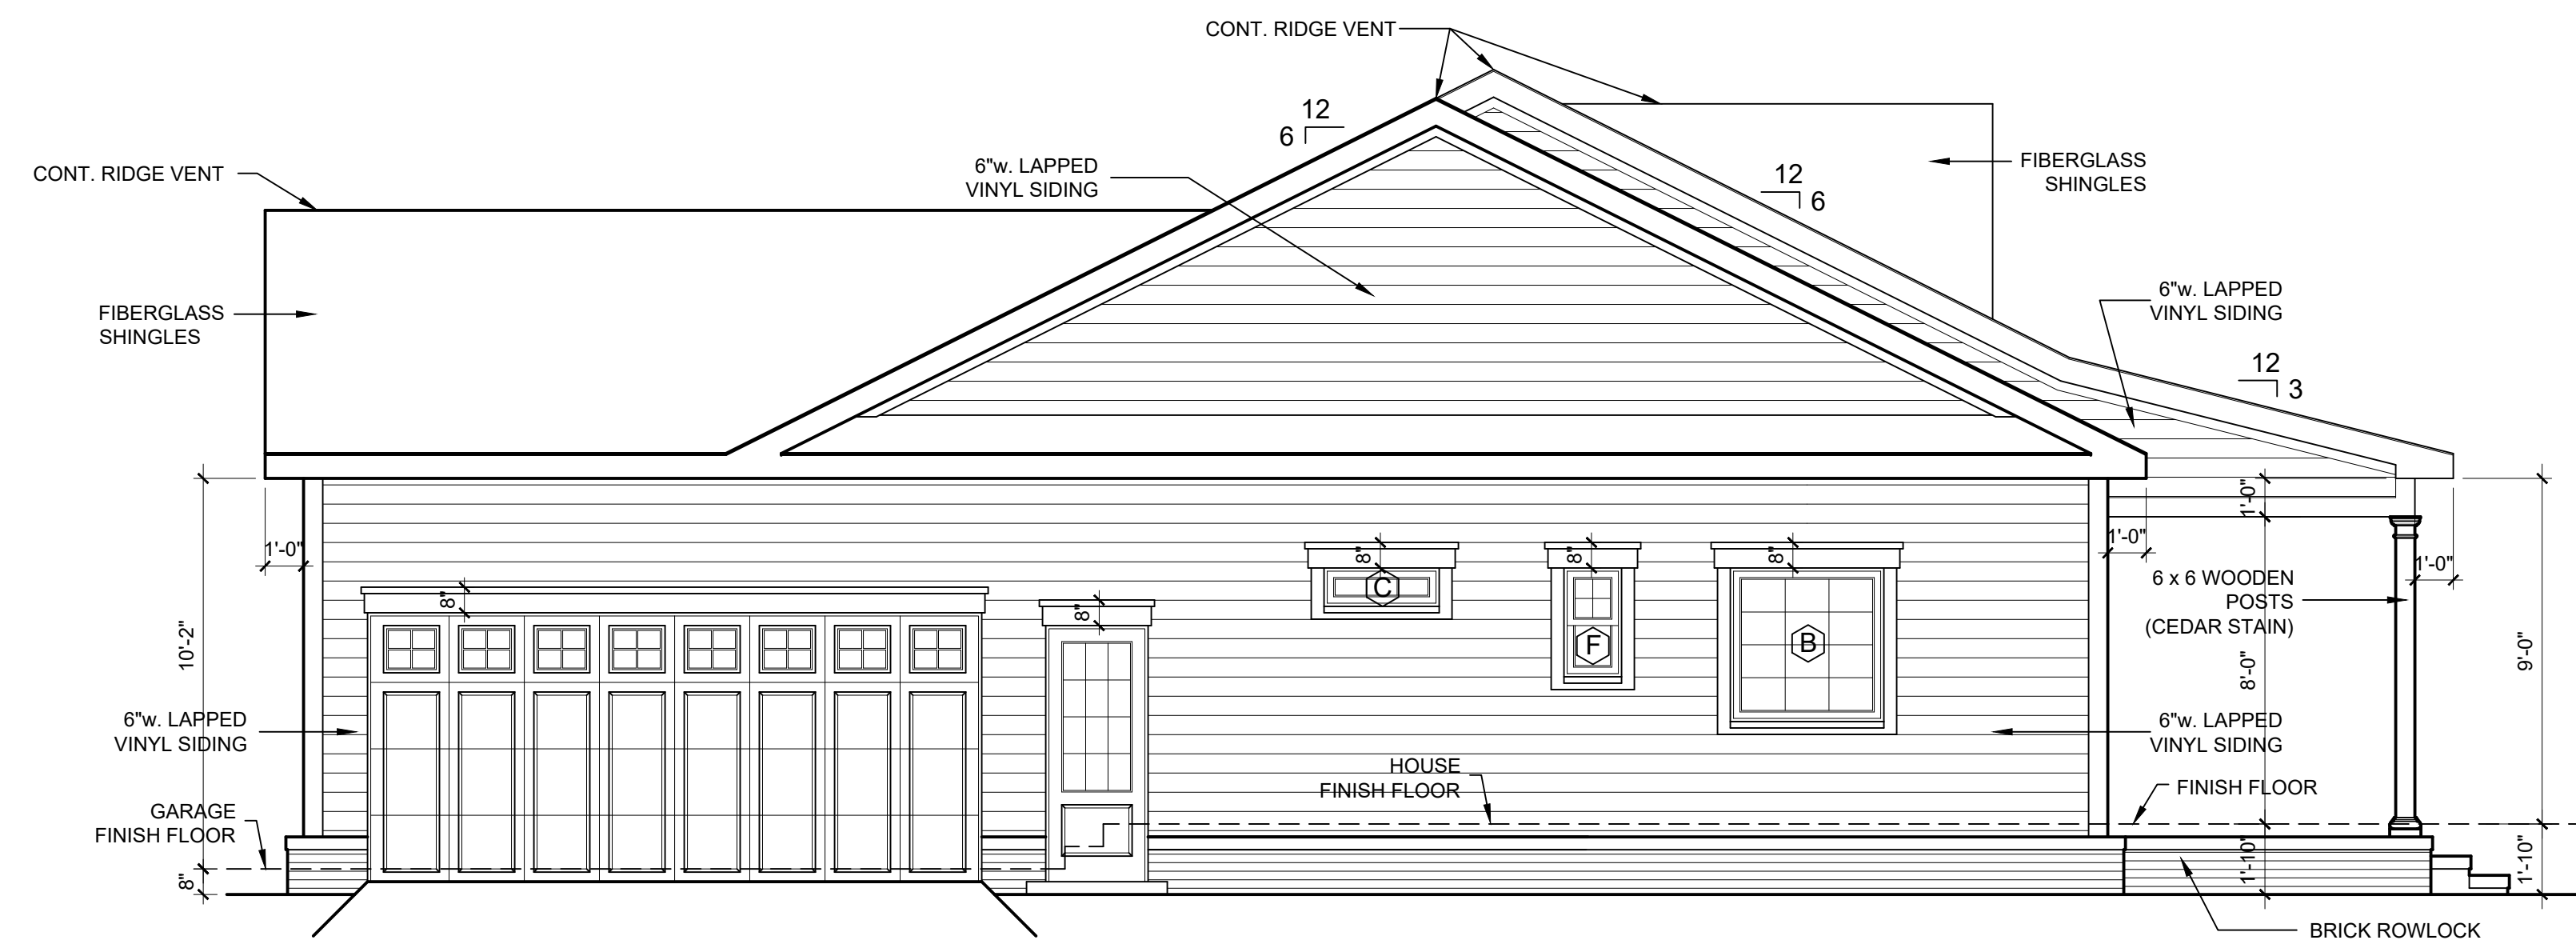 CONT. RIDGE VENT
12
6
CONT. RIDGE VENT
6"w. LAPPED
VINYL SIDING
12
6
FIBERGLASS
SHINGLES
FIBERGLASS
SHINGLES
6"w. LAPPED
VINYL SIDING
12
3
1'-0"
1'-0"
1'-0"
1'-0"
8"
8"
8"
8"
8"
C
F
B
6 x 6 WOODEN
POSTS
(CEDAR STAIN)
10'-2"
8'-0"
9'-0"
6"w. LAPPED
VINYL SIDING
6"w. LAPPED
VINYL SIDING
HOUSE
FINISH FLOOR
FINISH FLOOR
GARAGE
FINISH FLOOR
8"
1'-10"
1'-10"
BRICK ROWLOCK